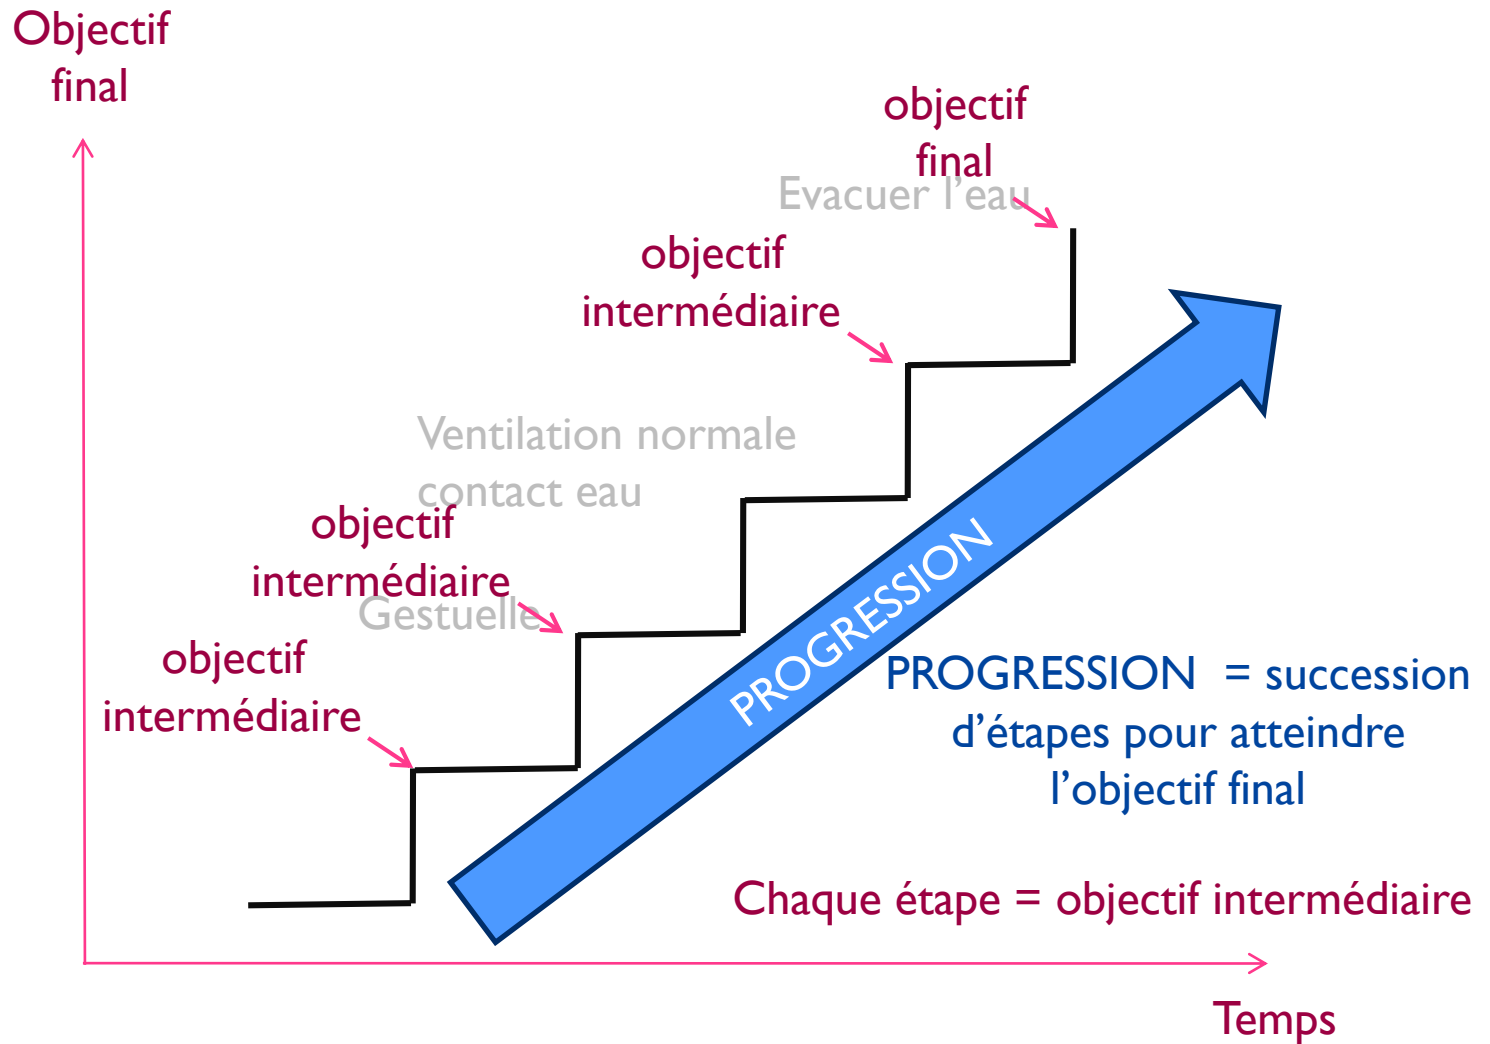 Objectif
final
objectif
final
Evacuer l'eau
objectif
intermédiaire
Ventilation normale
contact eau
objectif
intermédiaire
Gestuelle
objectif
intermédiaire
PROGRESSION
PROGRESSION = succession
d'étapes pour atteindre
l'objectif final
Chaque étape = objectif intermédiaire
Temps